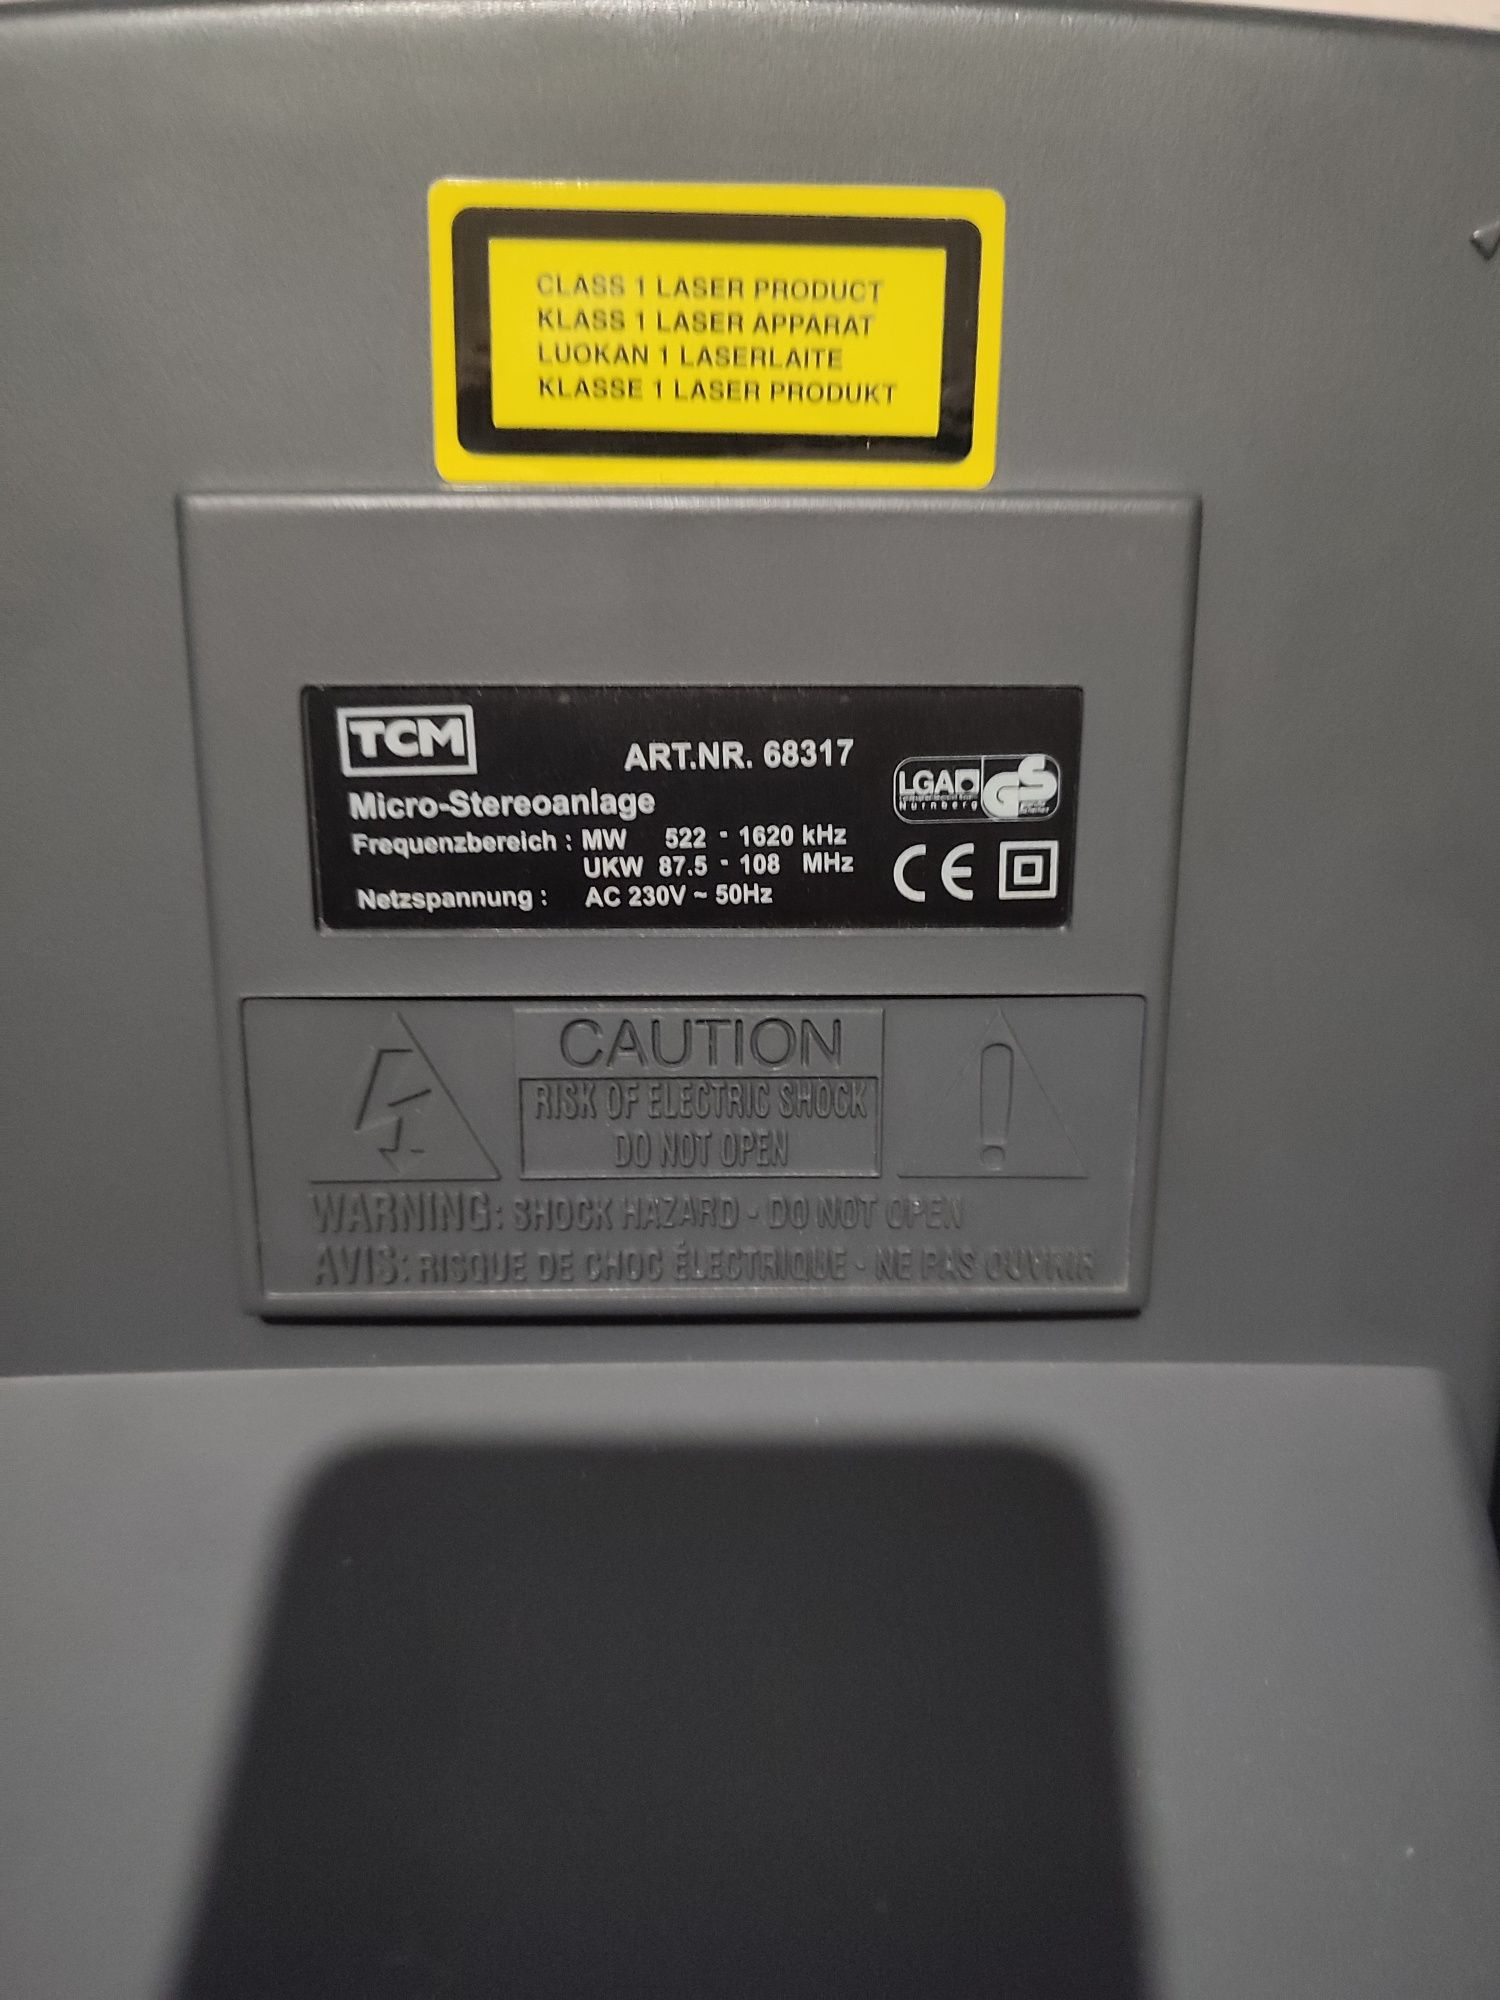 CLASS 1 LASER PRODUCT
KLASS 1 LASER APPARAT
LUOKAN 1 LASERLAITE
KLASSE 1 LASER PRODUKT
TCM
ART.NR. 68317
Micro-Stereoanlage
Frequenzbereich : MW 522 - 1620 kHz
UKW 87.5 - 108 MHz
Netzspannung : AC 230V ~ 50Hz
LGA
Nürnberg
GS
CE
CAUTION
RISK OF ELECTRIC SHOCK
DO NOT OPEN
WARNING: SHOCK HAZARD - DO NOT OPEN
AVIS: RISQUE DE CHOC ÉLECTRIQUE - NE PAS OUVRIR